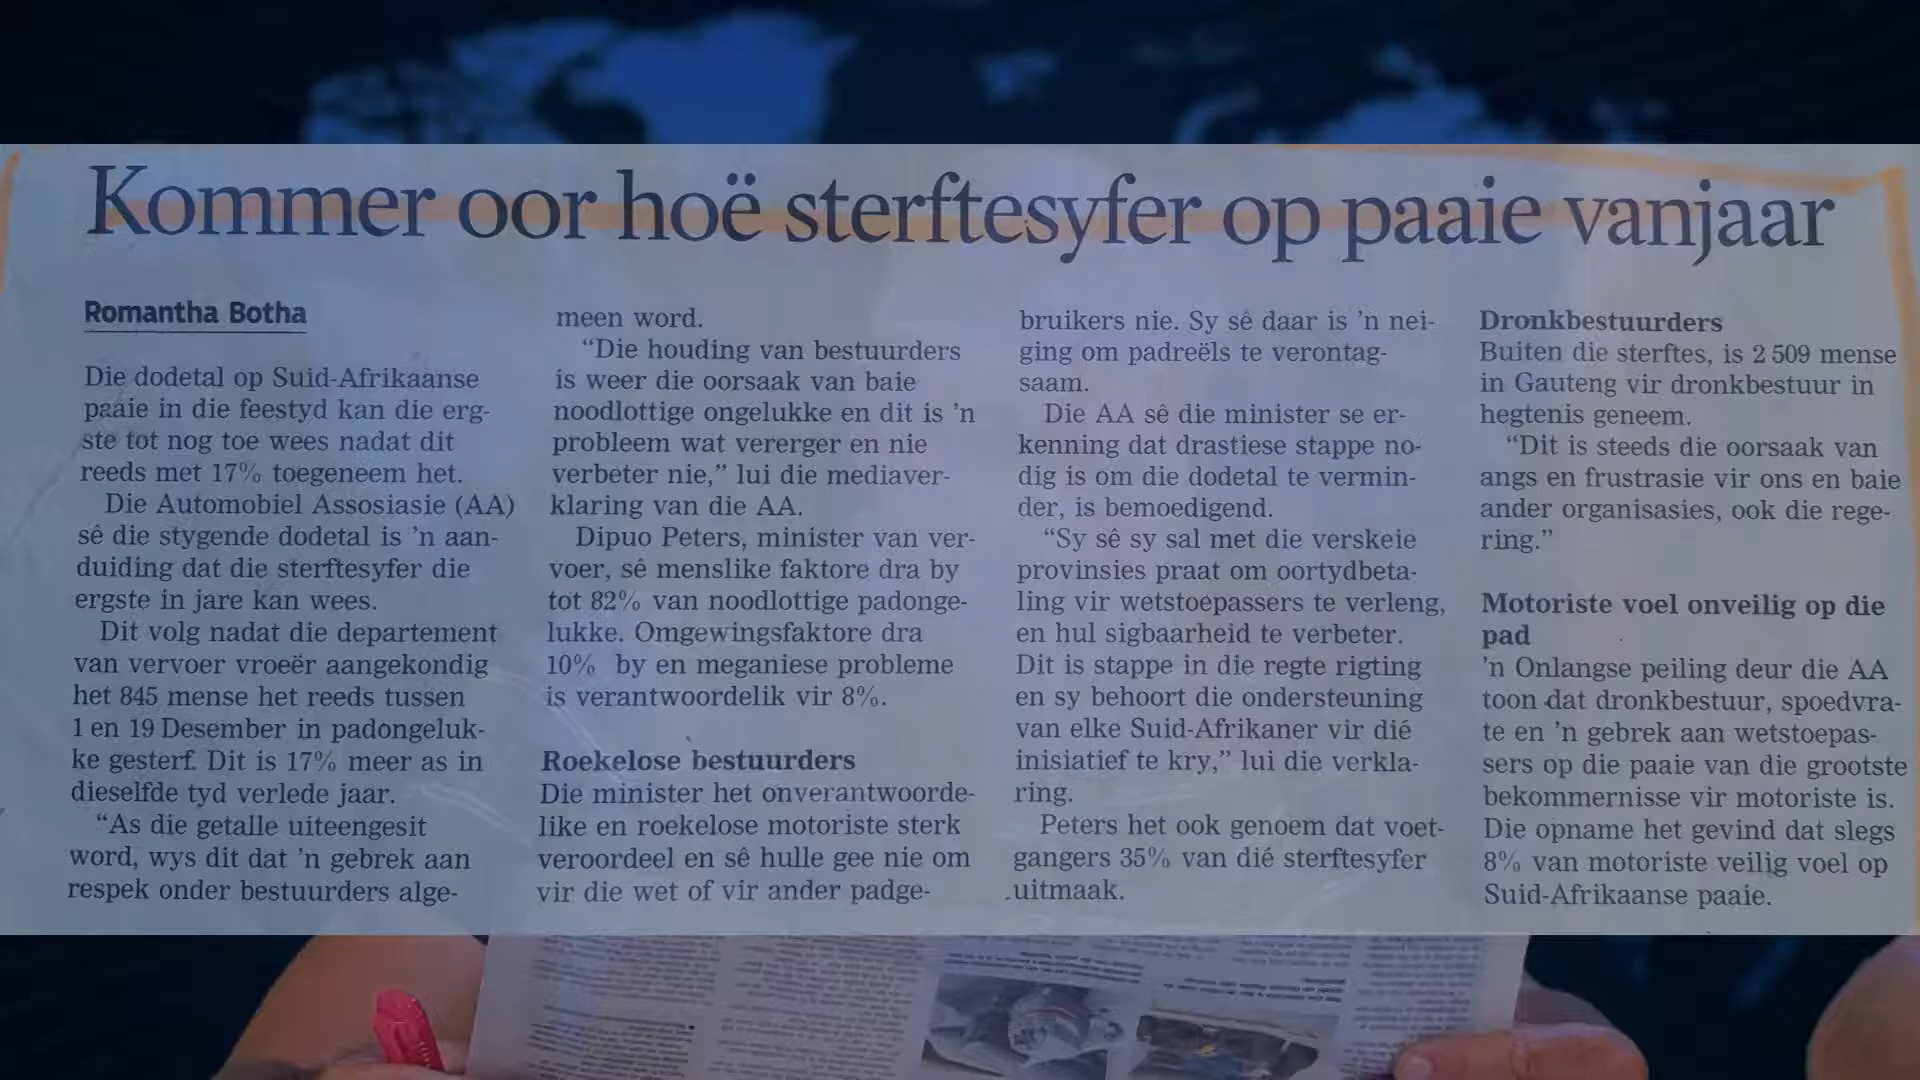 Kommer oor hoë sterftesyfer op paaie vanjaar
Romantha Botha
Die dodetal op Suid-Afrikaanse
paaie in die feestyd kan die erg-
ste tot nog toe wees nadat dit
reeds met 17% toegeneem het.
Die Automobiel Assosiasie (AA)
sê die stygende dodetal is 'n aan-
duiding dat die sterftesyfer die
ergste in jare kan wees.
Dit volg nadat die departement
van vervoer vroeër aangekondig
het 845 mense het reeds tussen
1 en 19 Desember in padongeluk-
ke gesterf. Dit is 17% meer as in
dieselfde tyd verlede jaar.
“As die getalle uiteengesit
word, wys dit dat 'n gebrek aan
respek onder bestuurders alge-
meen word.
“Die houding van bestuurders
is weer die oorsaak van baie
noodlottige ongelukke en dit is 'n
probleem wat vererger en nie
verbeter nie,” lui die mediaver-
klaring van die AA.
Dipuo Peters, minister van ver-
voer, sê menslike faktore dra by
tot 82% van noodlottige padonge-
lukke. Omgewingsfaktore dra
10% by en meganiese probleme
is verantwoordelik vir 8%.
Roekelose bestuurders
Die minister het onverantwoorde-
like en roekelose motoriste sterk
veroordeel en sê hulle gee nie om
vir die wet of vir ander padge-
bruikers nie. Sy sê daar is 'n nei-
ging om padreëls te verontag-
saam.
Die AA sê die minister se er-
kenning dat drastiese stappe no-
dig is om die dodetal te vermin-
der, is bemoedigend.
“Sy sê sy sal met die verskeie
provinsies praat om oortydbeta-
ling vir wetstoepassers te verleng,
en hul sigbaarheid te verbeter.
Dit is stappe in die regte rigting
en sy behoort die ondersteuning
van elke Suid-Afrikaner vir dié
inisiatief te kry,” lui die verkla-
ring.
Peters het ook genoem dat voet-
gangers 35% van dié sterftesyfer
uitmaak.
Dronkbestuurders
Buiten die sterftes, is 2 509 mense
in Gauteng vir dronkbestuur in
hegtenis geneem.
“Dit is steeds die oorsaak van
angs en frustrasie vir ons en baie
ander organisasies, ook die rege-
ring.”
Motoriste voel onveilig op die
pad
'n Onlangse peiling deur die AA
toon dat dronkbestuur, spoedvra-
te en 'n gebrek aan wetstoepas-
sers op die paaie van die grootste
bekommernisse vir motoriste is.
Die opname het gevind dat slegs
8% van motoriste veilig voel op
Suid-Afrikaanse paaie.